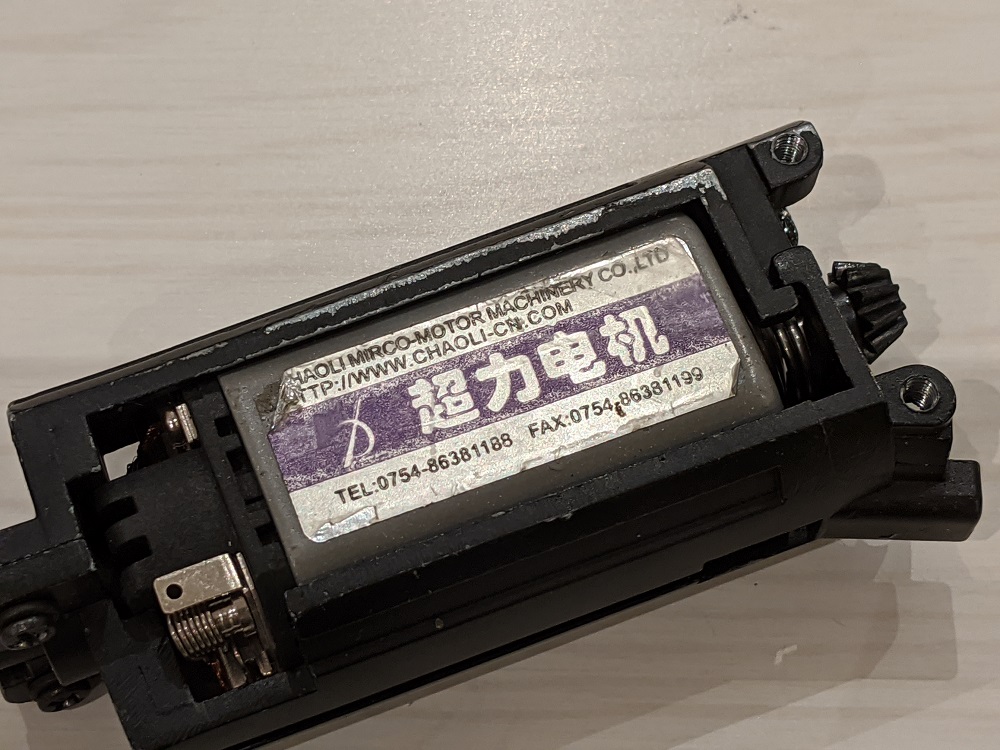 CHAOLI MIRCO-MOTOR MACHINERY CO.,LTD
HTTP://WWW.CHAOLI-CN.COM
超力电机
TEL:0754-86381188 FAX:0754-86381199